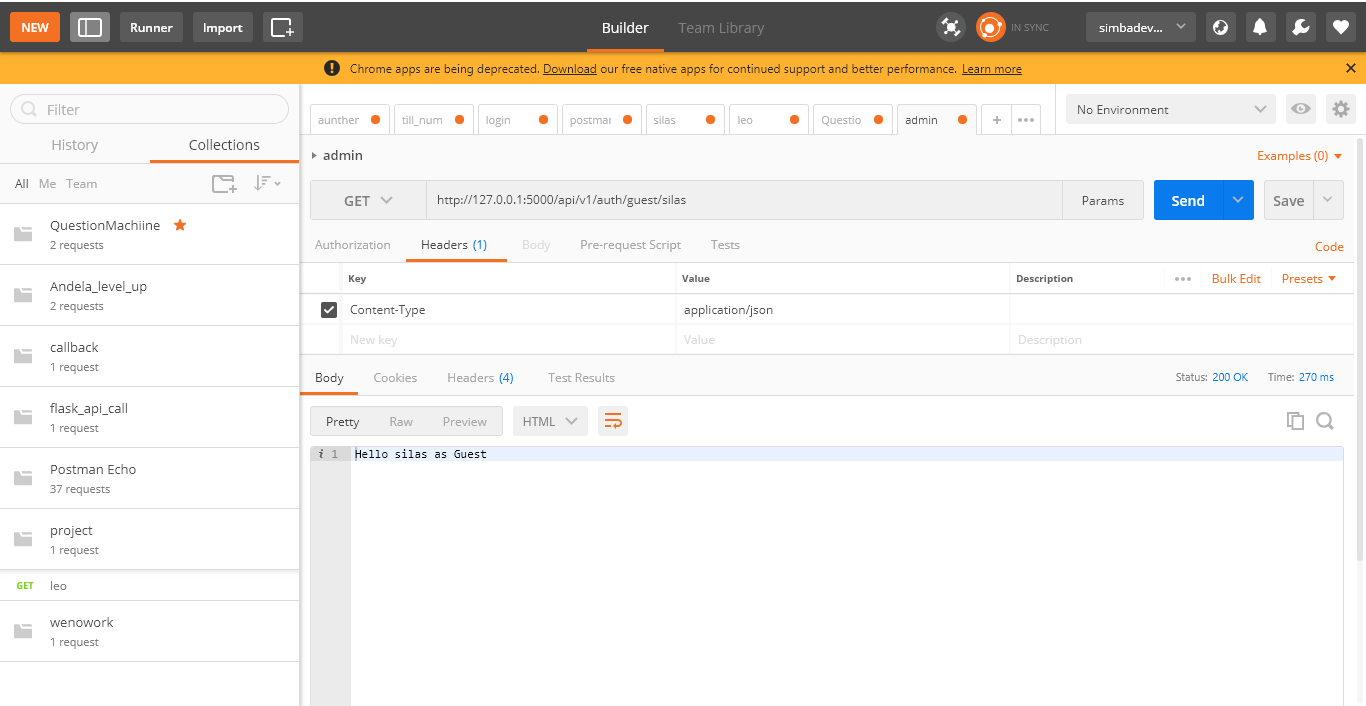 NEW Runner Import Builder Team Library IN SYNC simbadev...
! Chrome apps are being deprecated. Download our free native apps for continued support and better performance. Learn more
Filter
History Collections
All Me Team
QuestionMachiine
2 requests
Andela_level_up
2 requests
callback
1 request
flask_api_call
1 request
Postman Echo
37 requests
project
1 request
GET leo
wenowork
1 request
aunther till_num login postmar silas leo Questio admin + •••
No Environment
admin
Examples (0)
GET http://127.0.0.1:5000/api/v1/auth/guest/silas Params Send Save
Authorization Headers (1) Body Pre-request Script Tests Code
Key Value Description ••• Bulk Edit Presets
Content-Type application/json
New key Value Description
Body Cookies Headers (4) Test Results Status: 200 OK Time: 270 ms
Pretty Raw Preview HTML
i 1 Hello silas as Guest